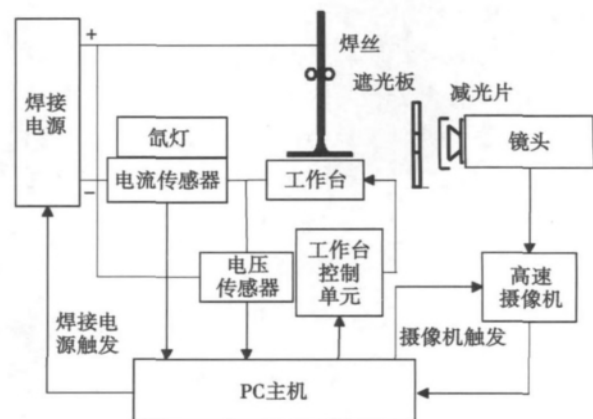 +
焊丝
遮光板
减光片
焊接
电源
氙灯
镜头
电流传感器
工作台
−
电压
传感器
工作台
控制
单元
高速
摄像机
焊接电
源触发
摄像机触发
PC主机